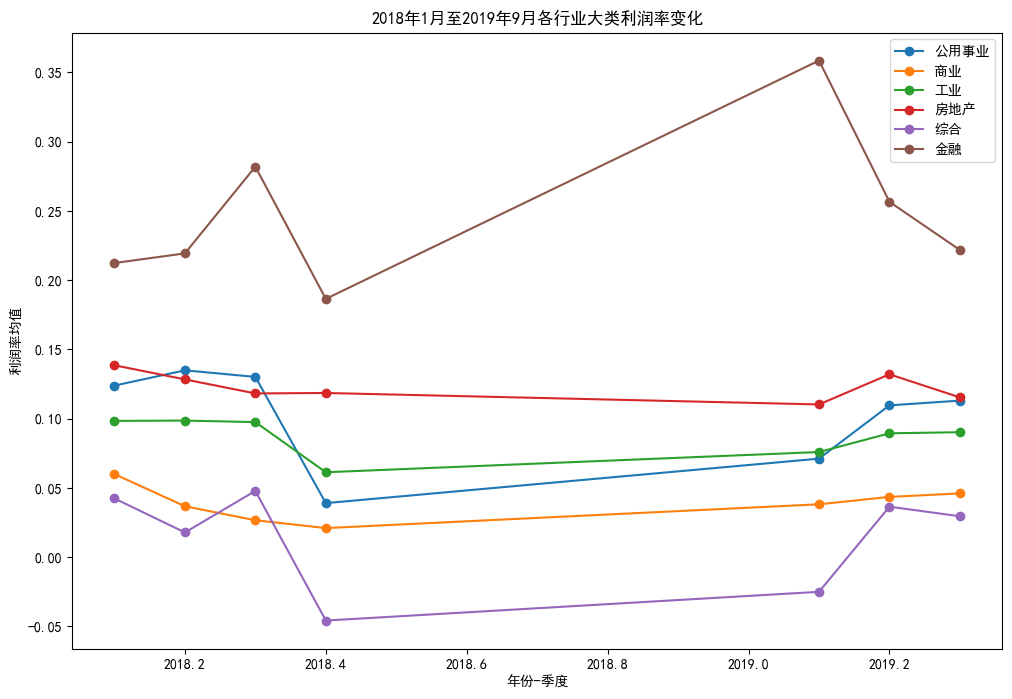 2018年1月至2019年9月各行业大类利润率变化
公用事业
商业
工业
房地产
综合
金融
利润率均值
0.35
0.30
0.25
0.20
0.15
0.10
0.05
0.00
-0.05
2018.2 2018.4 2018.6 2018.8 2019.0 2019.2
年份-季度